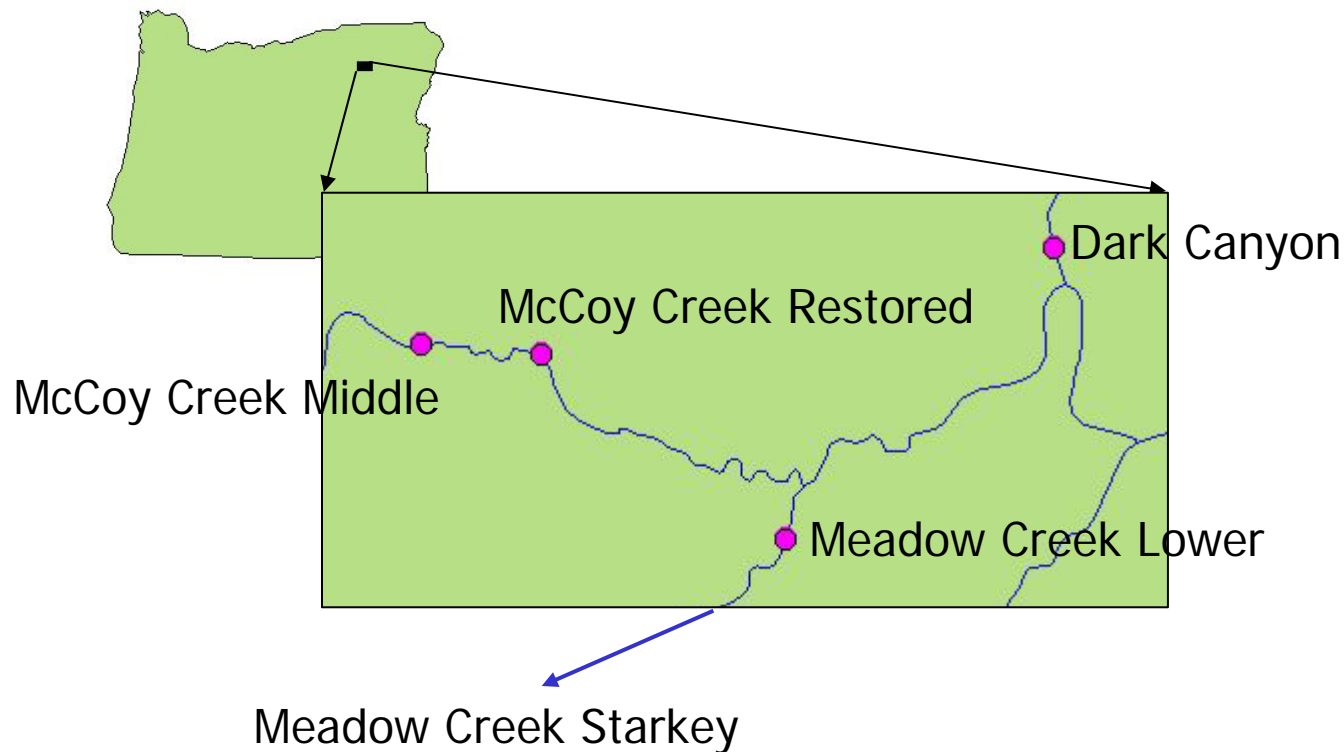 Dark Canyon
McCoy Creek Restored
McCoy Creek Middle
Meadow Creek Lower
Meadow Creek Starkey